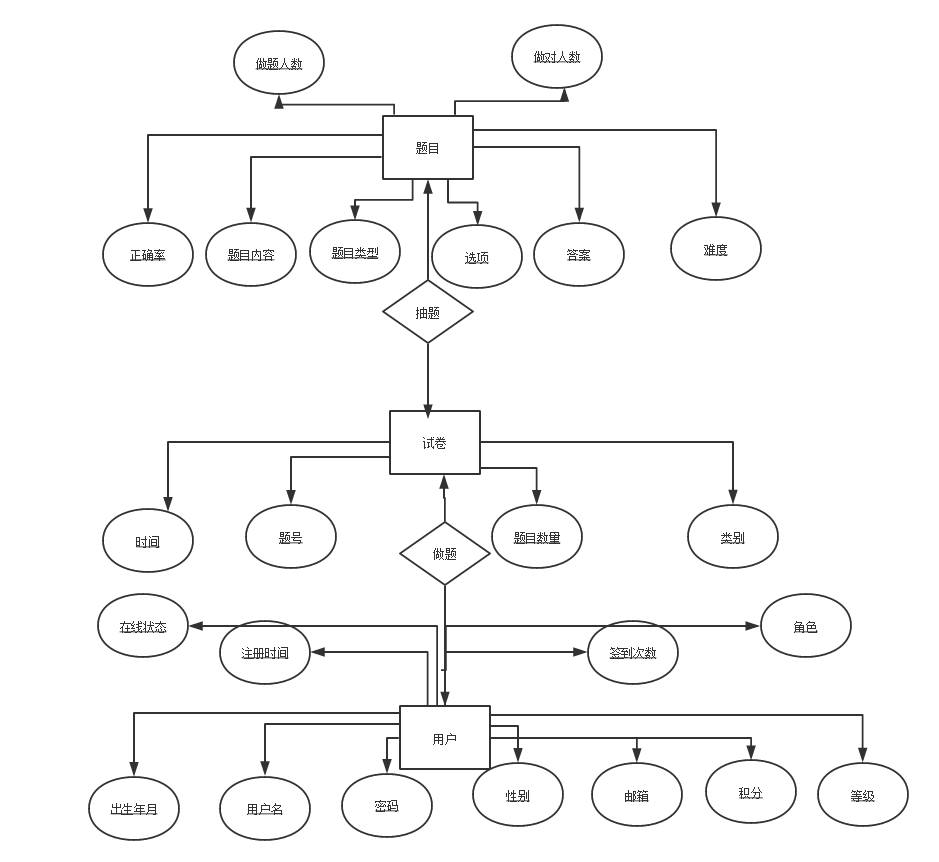 做题人数
做对人数
题目
正确率
题目内容
题目类型
选项
答案
难度
抽题
试卷
时间
题号
做题
题目数量
类别
在线状态
注册时间
签到次数
角色
用户
出生年月
用户名
密码
性别
邮箱
积分
等级